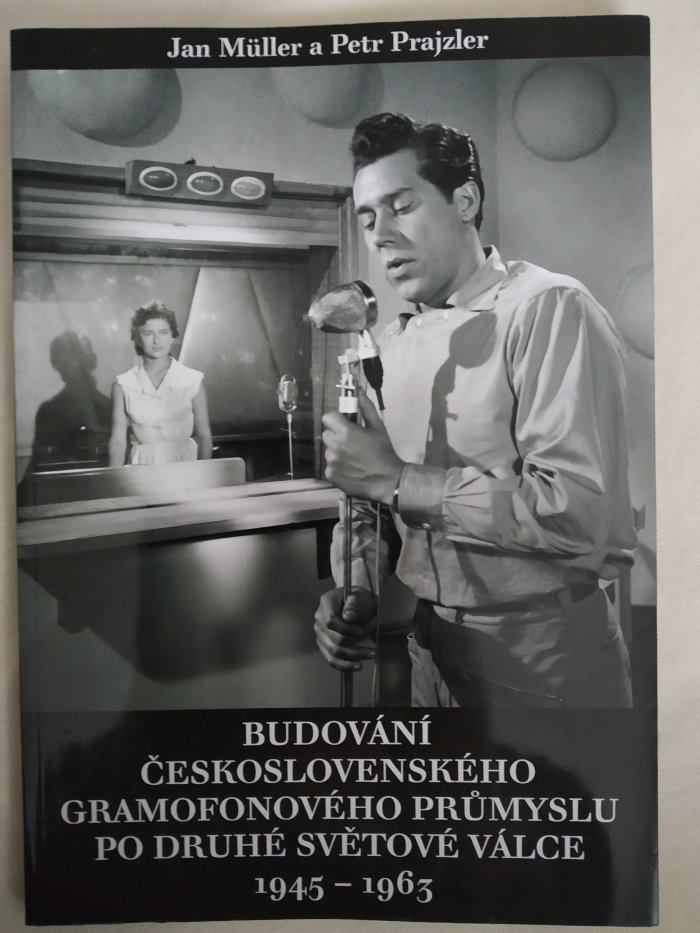 Jan Müller a Petr Prajzler
BUDOVÁNÍ
ČESKOSLOVENSKÉHO
GRAMOFONOVÉHO PRŮMYSLU
PO DRUHÉ SVĚTOVÉ VÁLCE
1945 – 1963